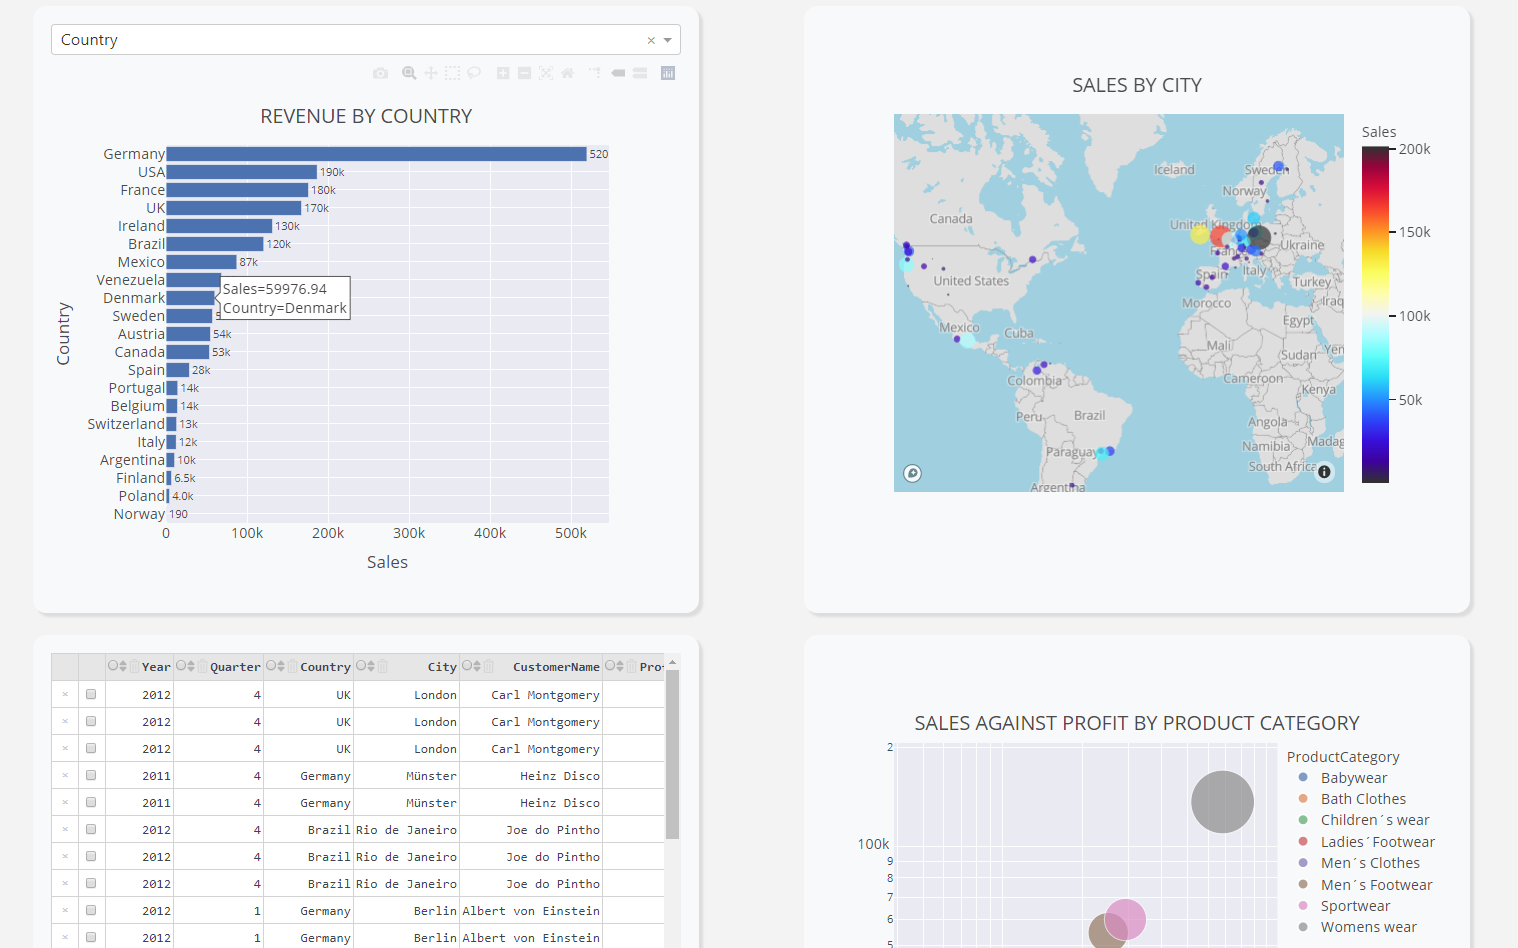 Country
REVENUE BY COUNTRY
Germany 520
USA 190k
France 180k
UK 170k
Ireland 130k
Brazil 120k
Mexico 87k
Venezuela
Denmark
Sweden 5
Austria 54k
Canada 53k
Spain 28k
Portugal 14k
Belgium 14k
Switzerland 13k
Italy 12k
Argentina 10k
Finland 6.5k
Poland 4.0k
Norway 190
Sales=59976.94
Country=Denmark
Country
0 100k 200k 300k 400k 500k
Sales
SALES BY CITY
Sales
200k
150k
100k
50k
Iceland
Sweden
Norway
Canada
United Kingdom
Ukraine
France
United States
Spain
Italy
Turkey
Morocco
Iraq
Mexico
Cuba
Egypt
Mali
Sudan
Yen
Colombia
Cameroon
Kenya
Peru
Brazil
Angola
Paraguay
Namibia
Madag
South Africa
Argentina
Year Quarter Country City CustomerName Pro
2012 4 UK London Carl Montgomery
2012 4 UK London Carl Montgomery
2012 4 UK London Carl Montgomery
2011 4 Germany Münster Heinz Disco
2011 4 Germany Münster Heinz Disco
2012 4 Brazil Rio de Janeiro Joe do Pintho
2012 4 Brazil Rio de Janeiro Joe do Pintho
2012 4 Brazil Rio de Janeiro Joe do Pintho
2012 1 Germany Berlin Albert von Einstein
2012 1 Germany Berlin Albert von Einstein
SALES AGAINST PROFIT BY PRODUCT CATEGORY
2
100k
9
8
7
6
5
ProductCategory
Babywear
Bath Clothes
Children´s wear
Ladies´Footwear
Men´s Clothes
Men´s Footwear
Sportwear
Womens wear